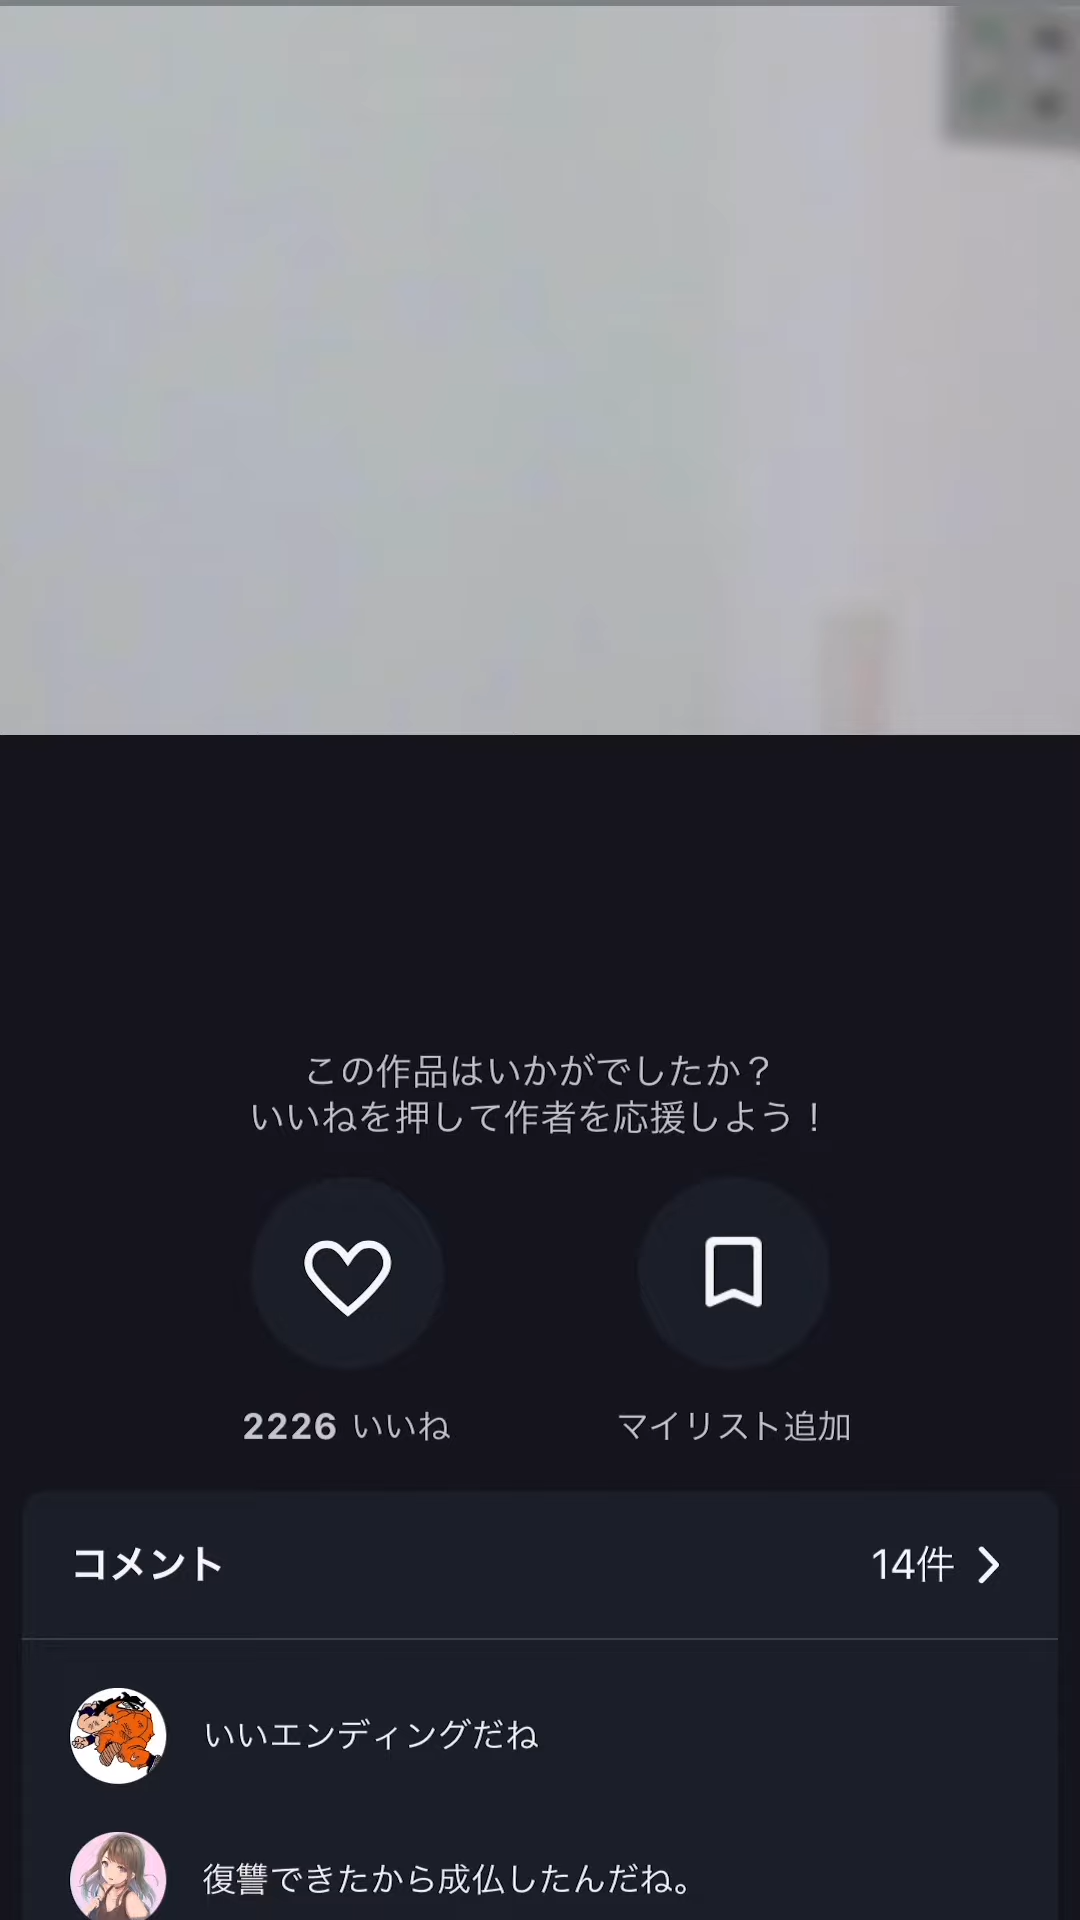 この作品はいかがでしたか？
いいねを押して作者を応援しよう！
2226 いいね
マイリスト追加
コメント
14件
いいエンディングだね
復讐できたから成仏したんだね。